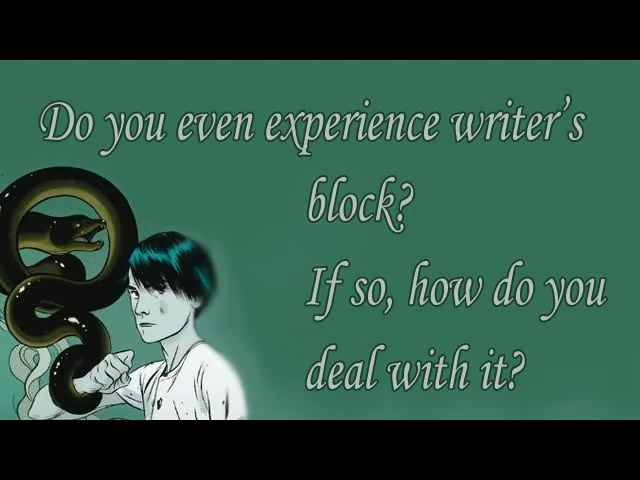 Do you even experience writer's
block?
If so, how do you
deal with it?